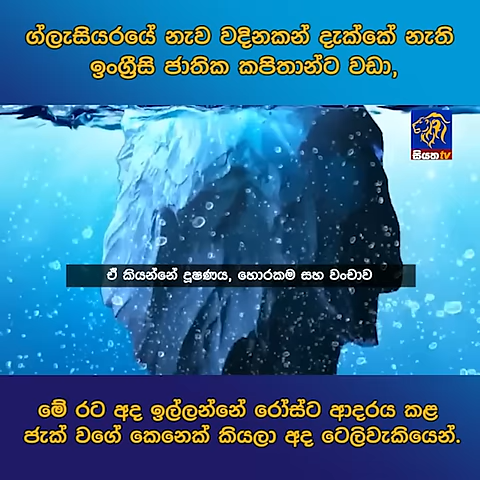 ග්ලැසියරයේ නැව වදිනකන් දැක්කේ නැති
ඉංග්‍රීසි ජාතික කපිතාන්ට වඩා,
සියත tv
ඒ කියන්නේ දූෂණය, හොරකම සහ වංචාව
මේ රට අද ඉල්ලන්නේ රෝස්ට ආදරය කළ
ජැක් වගේ කෙනෙක් කියලා අද ටෙලිවැකියෙන්.